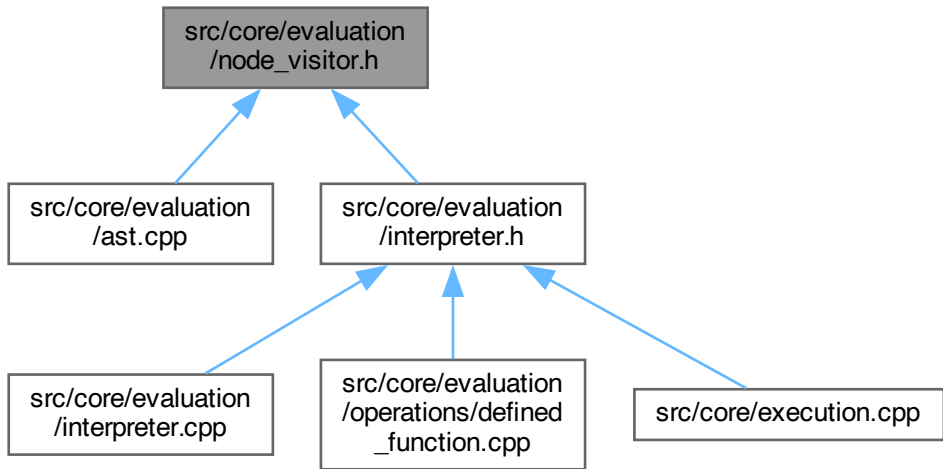 src/core/evaluation
/node_visitor.h
src/core/evaluation
/ast.cpp
src/core/evaluation
/interpreter.h
src/core/evaluation
/interpreter.cpp
src/core/evaluation
/operations/defined
_function.cpp
src/core/execution.cpp